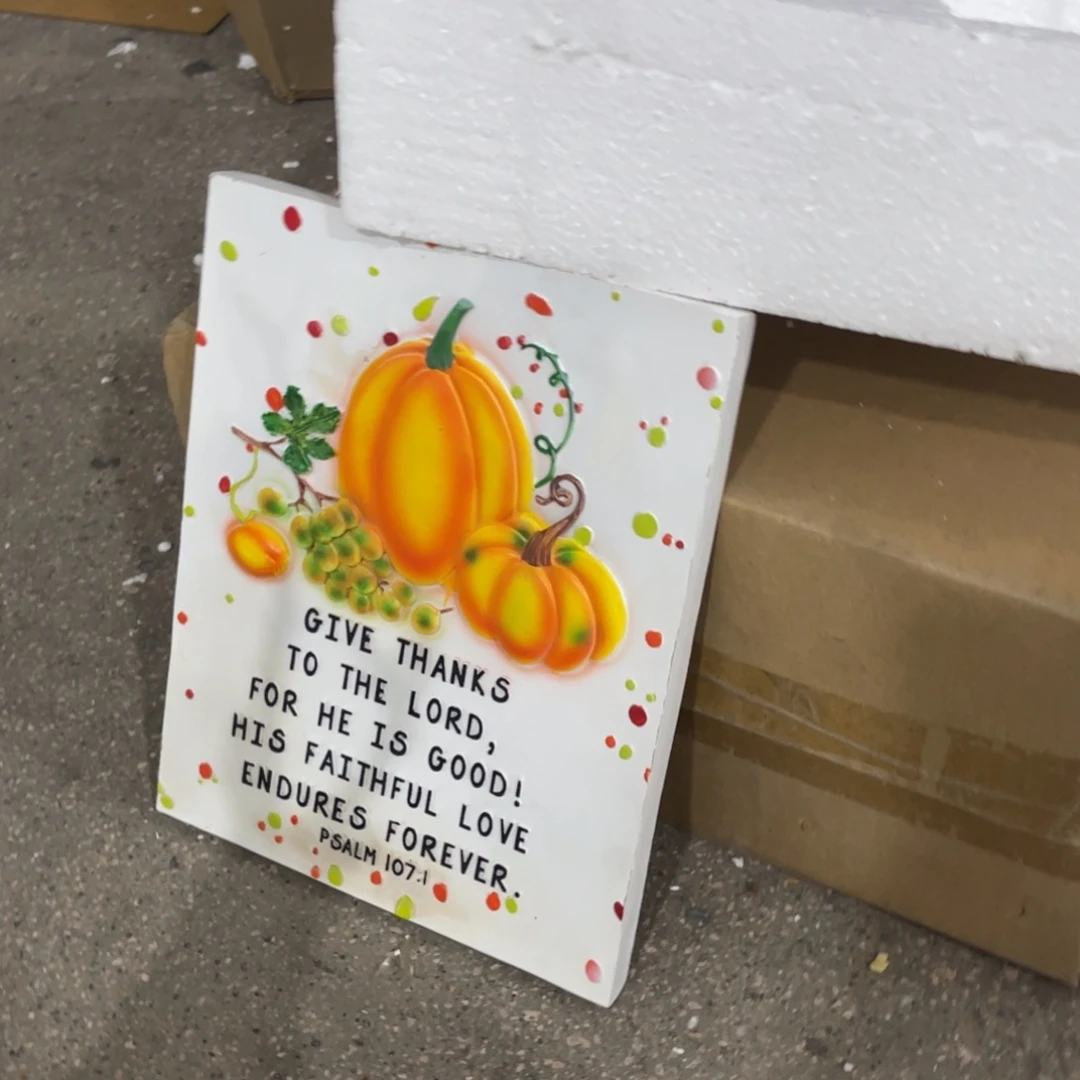 GIVE THANKS
TO THE LORD,
FOR HE IS GOOD!
HIS FAITHFUL LOVE
ENDURES FOREVER.
PSALM 107:1